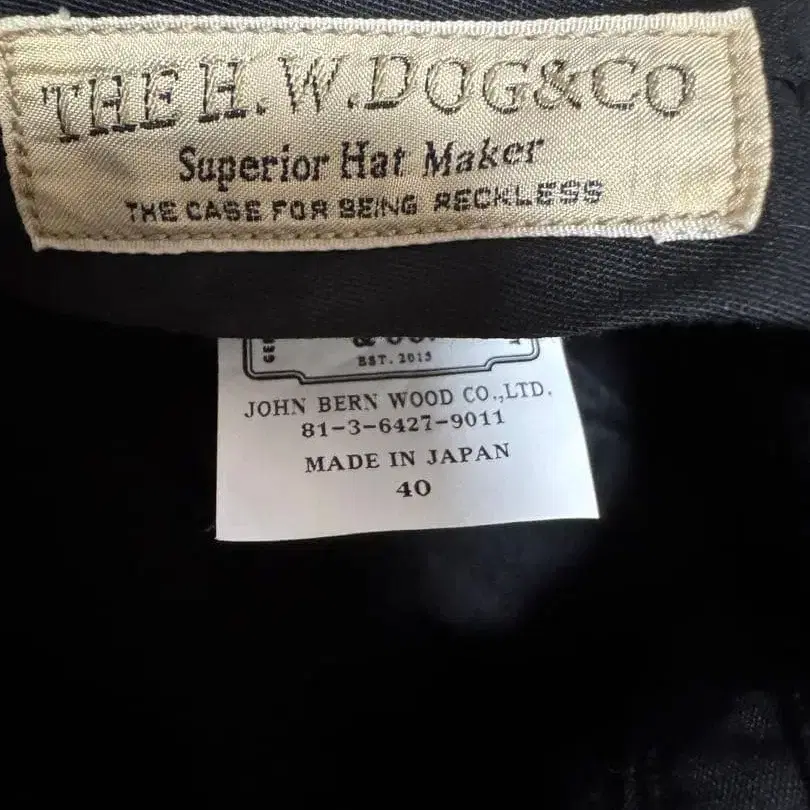 THE H.W.DOG&CO
Superior Hat Maker
THE CASE FOR BEING RECKLESS
EST. 2015
JOHN BERN WOOD CO.,LTD.
81-3-6427-9011
MADE IN JAPAN
40